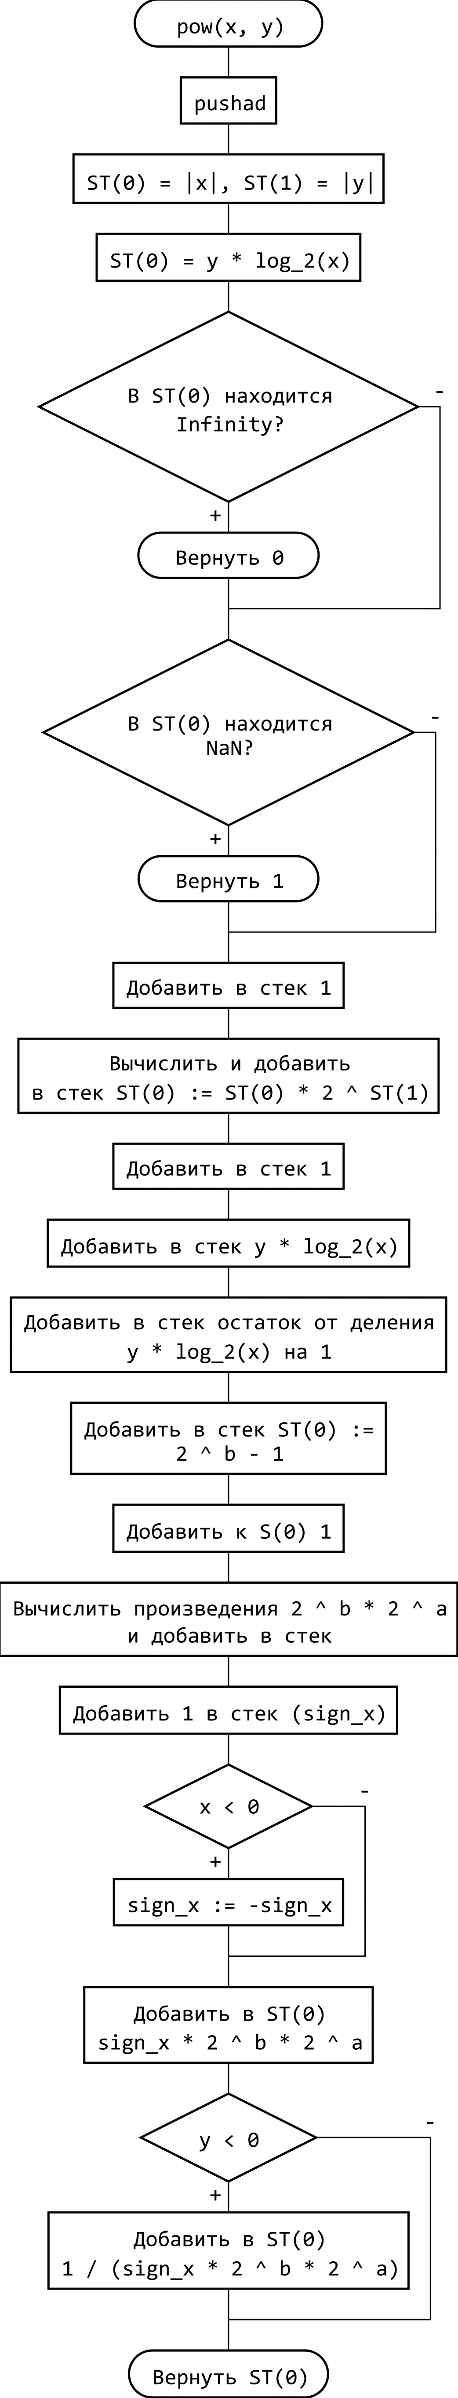 pow(x, y)
pushad
ST(0) = |x|, ST(1) = |y|
ST(0) = y * log_2(x)
В ST(0) находится
Infinity?
-
+
Вернуть 0
В ST(0) находится
NaN?
-
+
Вернуть 1
Добавить в стек 1
Вычислить и добавить
в стек ST(0) := ST(0) * 2 ^ ST(1)
Добавить в стек 1
Добавить в стек y * log_2(x)
Добавить в стек остаток от деления
y * log_2(x) на 1
Добавить в стек ST(0) :=
2 ^ b - 1
Добавить к S(0) 1
Вычислить произведения 2 ^ b * 2 ^ a
и добавить в стек
Добавить 1 в стек (sign_x)
x < 0
-
+
sign_x := -sign_x
Добавить в ST(0)
sign_x * 2 ^ b * 2 ^ a
y < 0
-
+
Добавить в ST(0)
1 / (sign_x * 2 ^ b * 2 ^ a)
Вернуть ST(0)